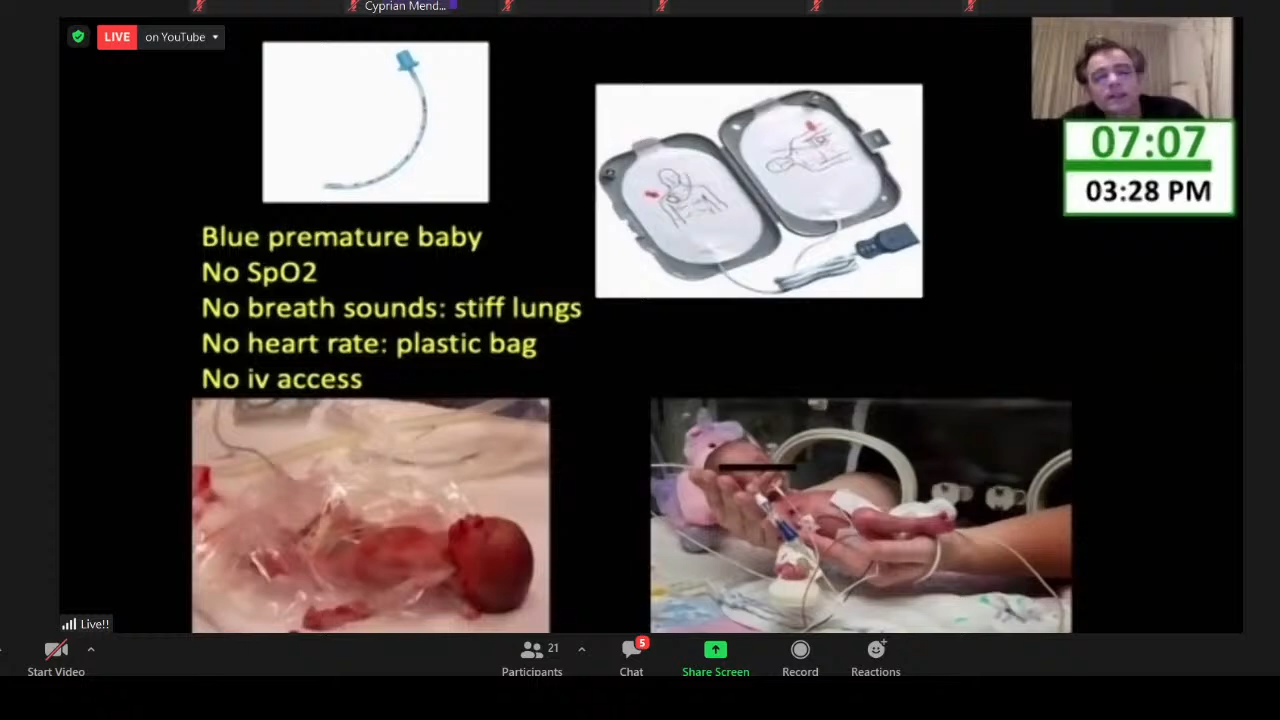 Cyprian Mend...
LIVE on YouTube
07:07
03:28 PM
Blue premature baby
No SpO2
No breath sounds: stiff lungs
No heart rate: plastic bag
No iv access
Live!!
Start Video
Participants 21
Chat 5
Share Screen
Record
Reactions